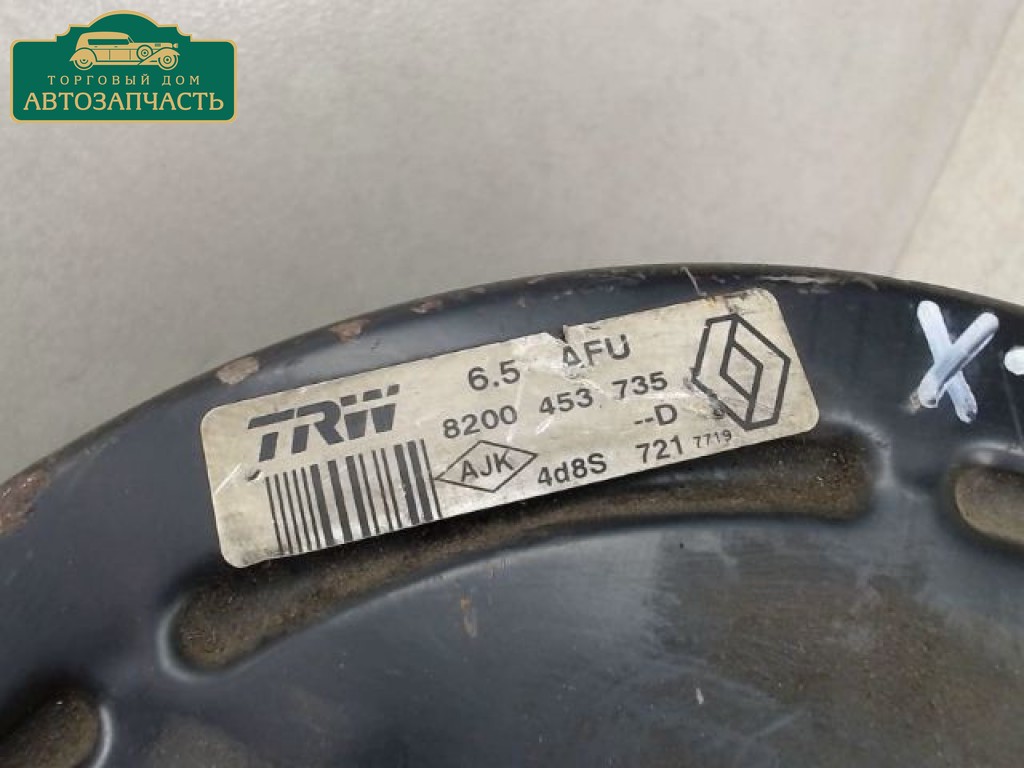 ТОРГОВЫЙ ДОМ
АВТОЗАПЧАСТЬ
TRW 6.5 AFU
8200 453 735
--D
AJK 4d8S 721 7719
X